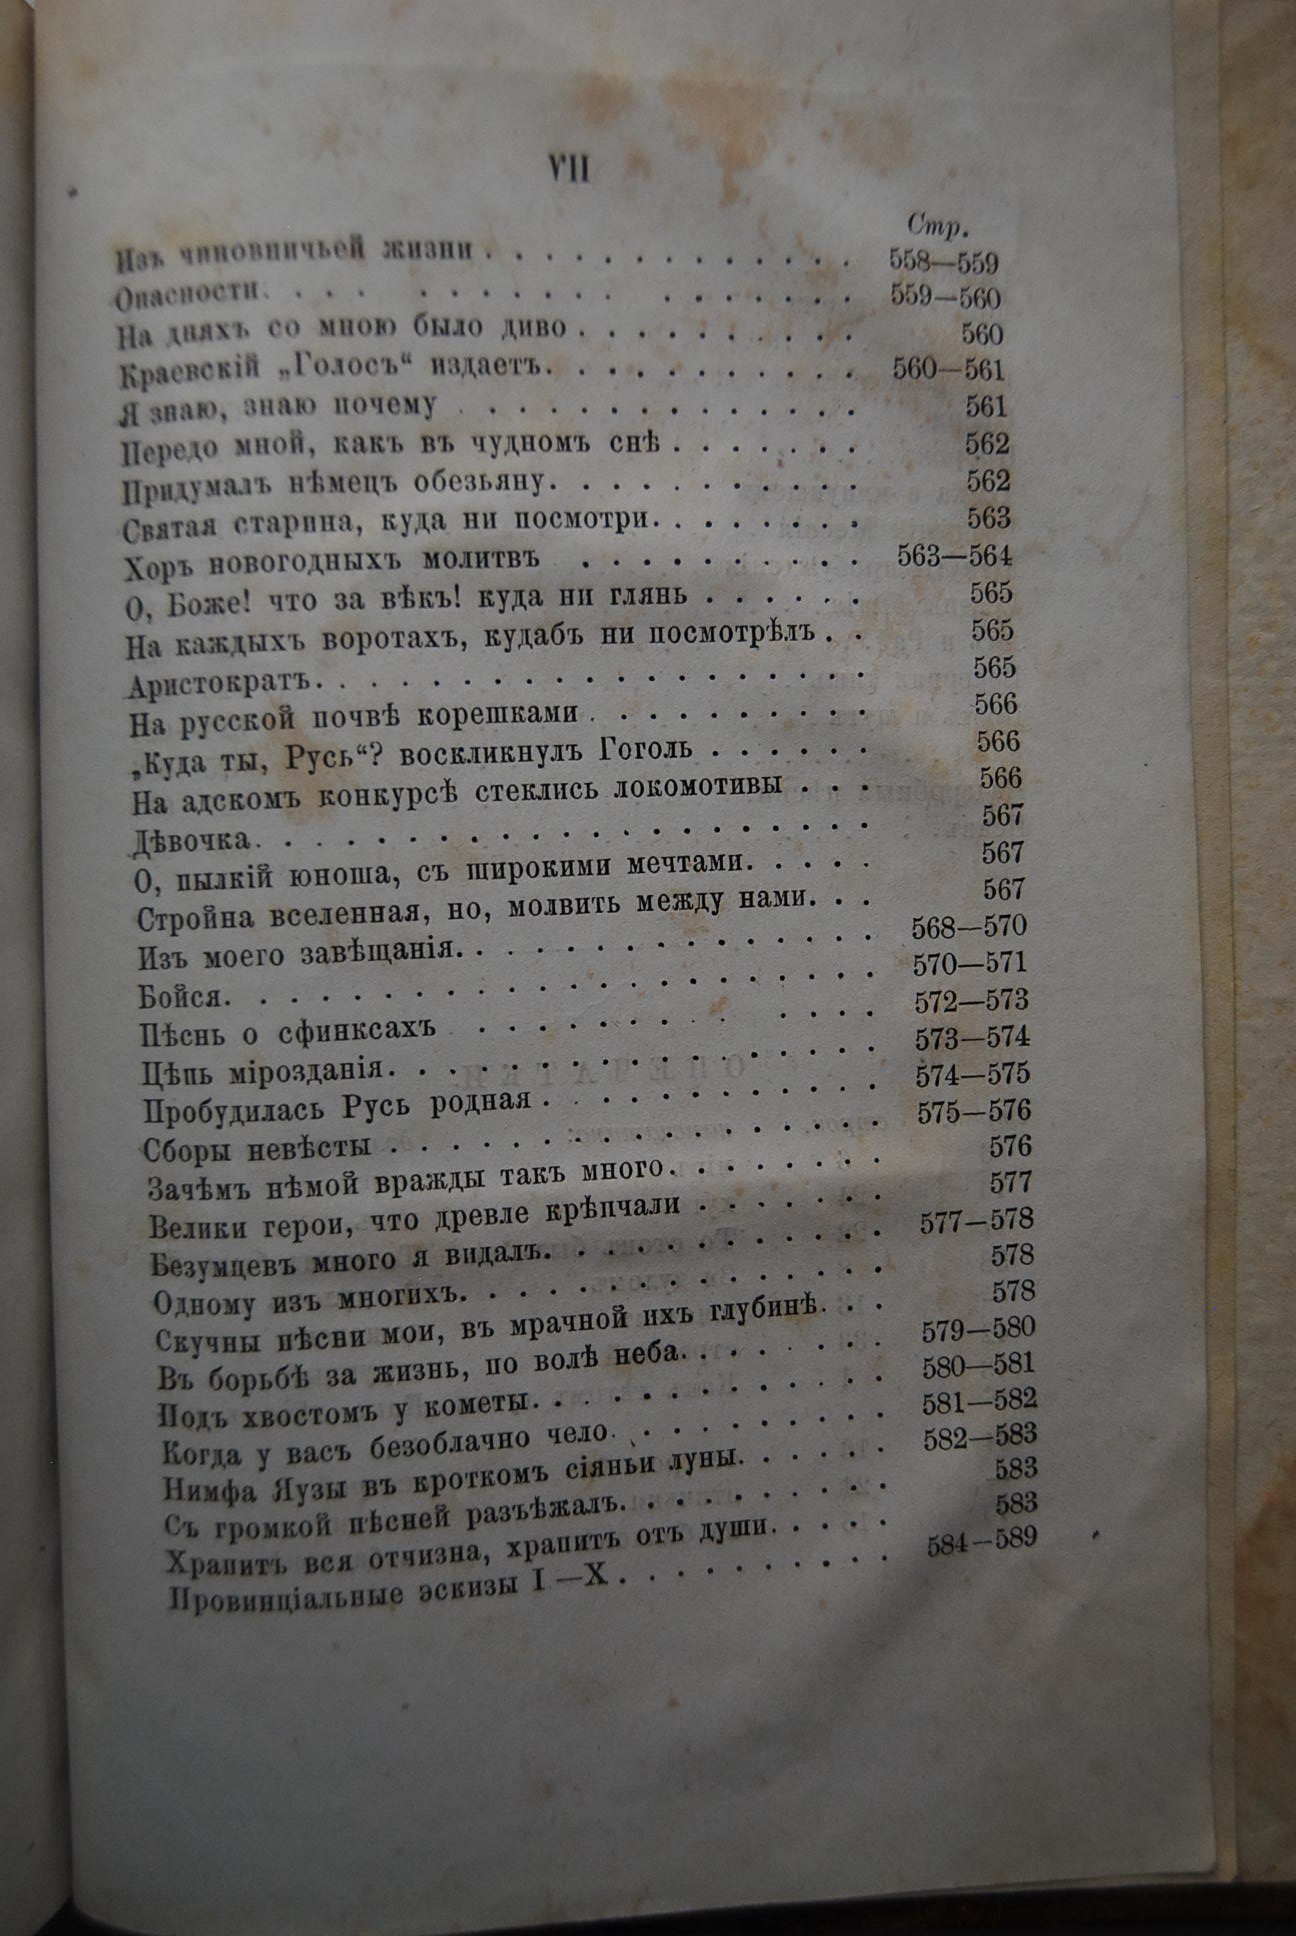 VII
Стр.
Изъ чиновничьей жизни . . . . . . . . . . . . . 558—559
Опасности. . . . . . . . . . . . . . . . . . . 559—560
На дняхъ со мною было диво . . . . . . . . . . 560
Краевскій „Голосъ“ издаетъ. . . . . . . . . . . 560—561
Я знаю, знаю почему . . . . . . . . . . . . . . 561
Передо мной, какъ въ чудномъ снѣ . . . . . . . 562
Придумалъ нѣмецъ обезьяну. . . . . . . . . . . 562
Святая старина, куда ни посмотри. . . . . . . . 563
Хоръ новогодныхъ молитвъ . . . . . . . . . . 563—564
О, Боже! что за вѣкъ! куда ни глянь . . . . . . 565
На каждыхъ воротахъ, кудабъ ни посмотрѣлъ . . 565
Аристократъ. . . . . . . . . . . . . . . . . . . 565
На русской почвѣ корешками . . . . . . . . . . 566
„Куда ты, Русь“? воскликнулъ Гоголь . . . . . . 566
На адскомъ конкурсѣ стеклись локомотивы . . . 566
Дѣвочка. . . . . . . . . . . . . . . . . . . . . 567
О, пылкій юноша, съ широкими мечтами. . . . . 567
Стройна вселенная, но, молвить между нами. . . 567
Изъ моего завѣщанія. . . . . . . . . . . . . . 568—570
Бойся. . . . . . . . . . . . . . . . . . . . . 570—571
Пѣснь о сфинксахъ . . . . . . . . . . . . . 572—573
Цѣпь мірозданія. . . . . . . . . . . . . . . . 573—574
Пробудилась Русь родная . . . . . . . . . . . 574—575
Сборы невѣсты . . . . . . . . . . . . . . . . 575—576
Зачѣмъ нѣмой вражды такъ много. . . . . . . . 576
Велики герои, что древле крѣпчали . . . . . . . 577
Безумцевъ много я видалъ. . . . . . . . . . . 577—578
Одному изъ многихъ. . . . . . . . . . . . . . 578
Скучны пѣсни мои, въ мрачной ихъ глубинѣ. . . 578
Въ борьбѣ за жизнь, по волѣ неба. . . . . . . 579—580
Подъ хвостомъ у кометы. . . . . . . . . . . . 580—581
Когда у васъ безоблачно чело. . . . . . . . . 581—582
Нимфа Яузы въ кроткомъ сіяньи луны. . . . . . 582—583
Съ громкой пѣсней разъѣжалъ. . . . . . . . . . 583
Храпитъ вся отчизна, храпитъ отъ души. . . . . 583
Провинціальные эскизы I—X . . . . . . . . . . 584—589